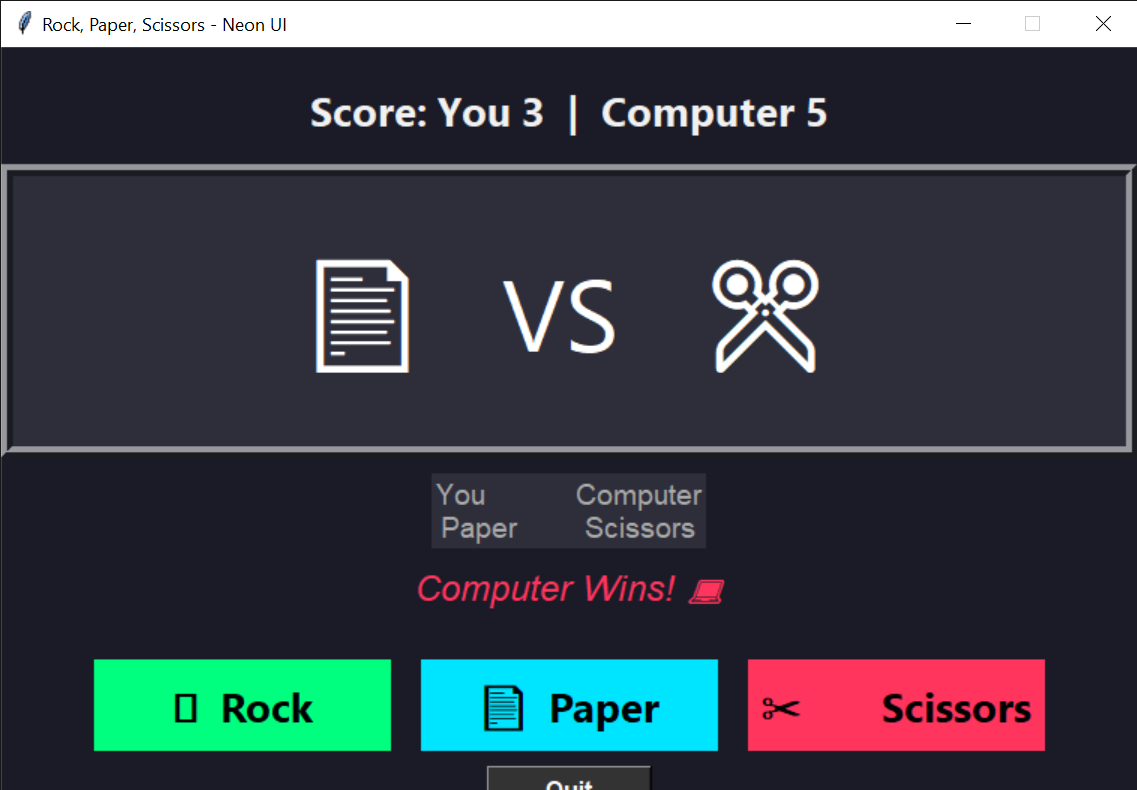 Rock, Paper, Scissors - Neon UI
Score: You 3 | Computer 5
VS
You Computer
Paper Scissors
Computer Wins! 💻
Rock
Paper
✂ Scissors
Quit